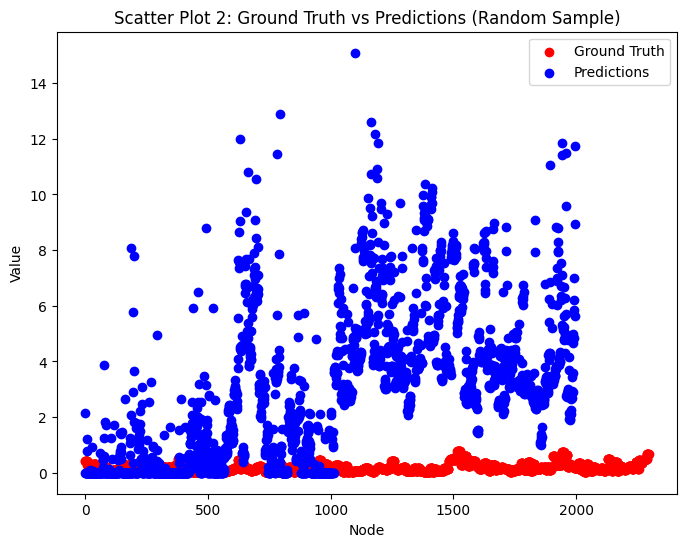 Scatter Plot 2: Ground Truth vs Predictions (Random Sample)
Ground Truth
Predictions
Value
14
12
10
8
6
4
2
0
0 500 1000 1500 2000
Node